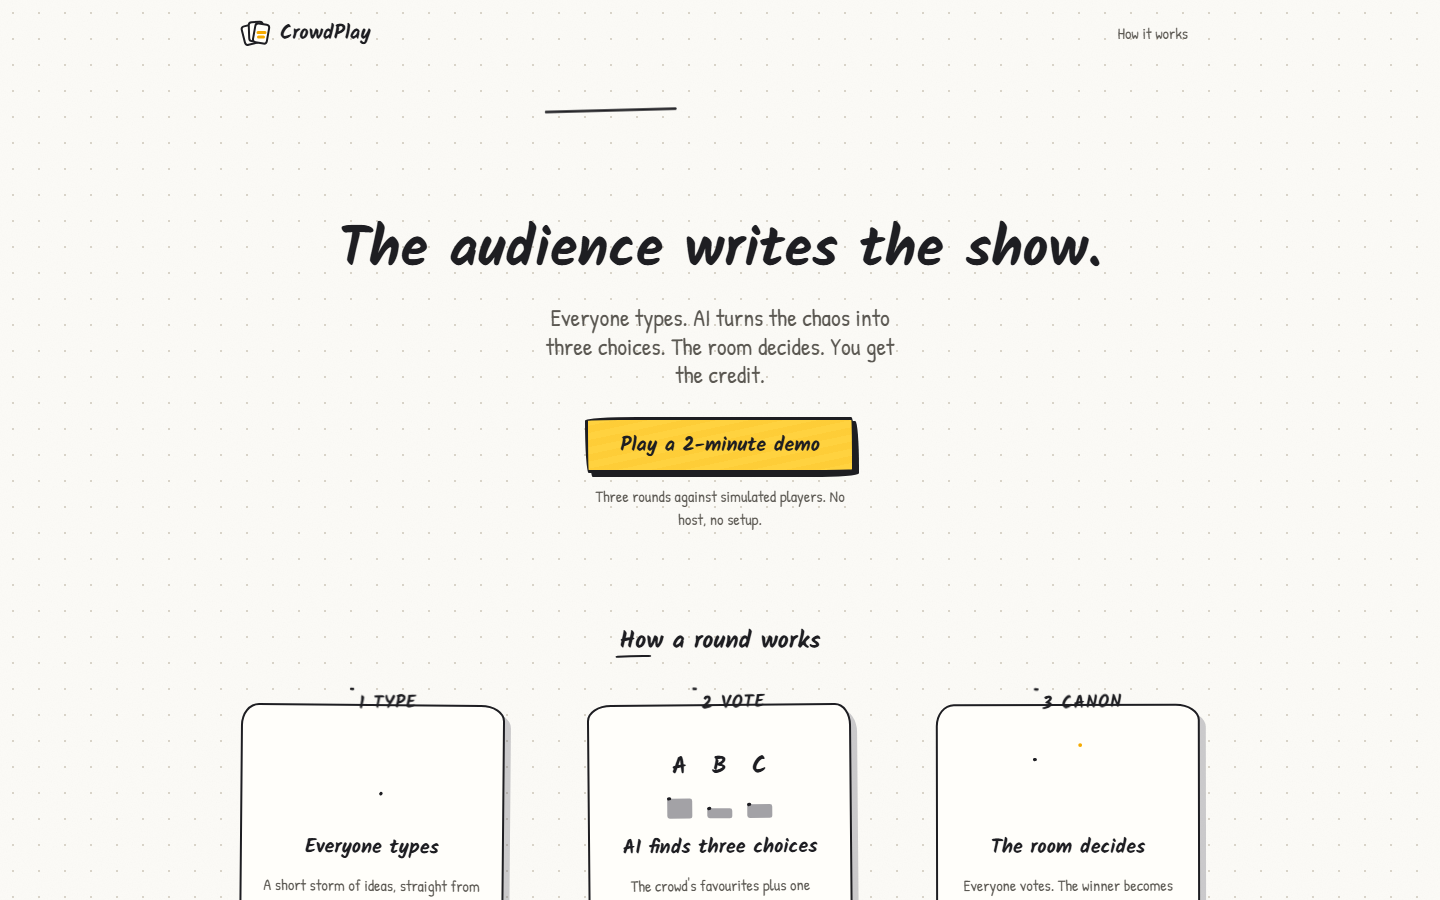 CrowdPlay
How it works
The audience writes the show.
Everyone types. AI turns the chaos into
three choices. The room decides. You get
the credit.
Play a 2-minute demo
Three rounds against simulated players. No
host, no setup.
How a round works
1 TYPE
Everyone types
A short storm of ideas, straight from
2 VOTE
A B C
AI finds three choices
The crowd's favourites plus one
3 CANON
The room decides
Everyone votes. The winner becomes